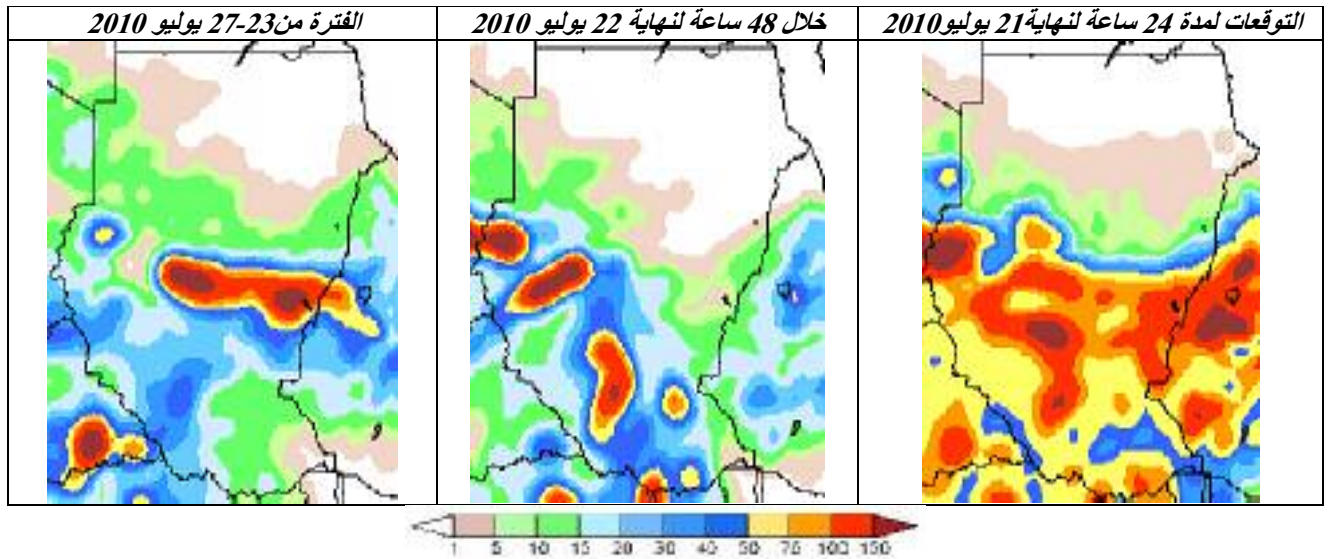 التوقعات لمدة 24 ساعة لنهاية21 يوليو2010
خلال 48 ساعة لنهاية 22 يوليو 2010
الفترة من23-27 يوليو 2010
1 5 10 15 20 30 40 50 75 100 150